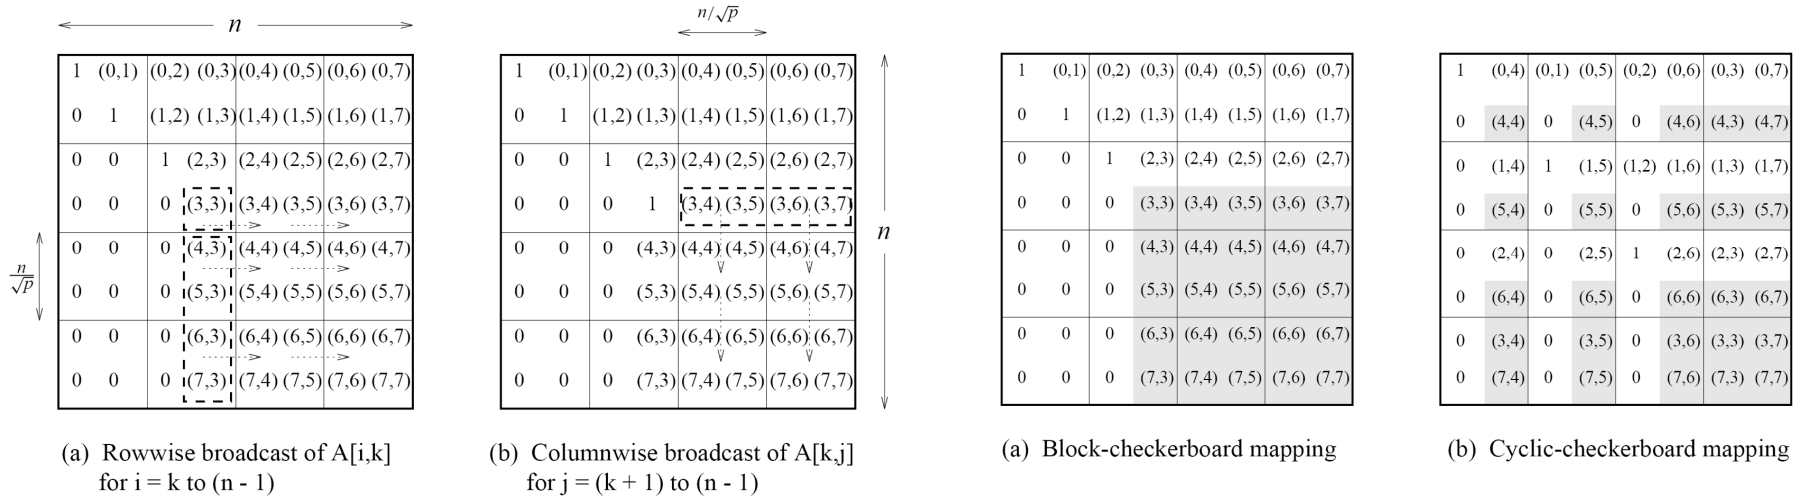 n
1 (0,1) (0,2) (0,3) (0,4) (0,5) (0,6) (0,7)
0 1 (1,2) (1,3) (1,4) (1,5) (1,6) (1,7)
0 0 1 (2,3) (2,4) (2,5) (2,6) (2,7)
0 0 0 (3,3) (3,4) (3,5) (3,6) (3,7)
n/√p
0 0 0 (4,3) (4,4) (4,5) (4,6) (4,7)
0 0 0 (5,3) (5,4) (5,5) (5,6) (5,7)
0 0 0 (6,3) (6,4) (6,5) (6,6) (6,7)
0 0 0 (7,3) (7,4) (7,5) (7,6) (7,7)
(a) Rowwise broadcast of A[i,k]
for i = k to (n - 1)
n/√p
1 (0,1) (0,2) (0,3) (0,4) (0,5) (0,6) (0,7)
0 1 (1,2) (1,3) (1,4) (1,5) (1,6) (1,7)
0 0 1 (2,3) (2,4) (2,5) (2,6) (2,7)
0 0 0 1 (3,4) (3,5) (3,6) (3,7)
n
0 0 0 (4,3) (4,4) (4,5) (4,6) (4,7)
0 0 0 (5,3) (5,4) (5,5) (5,6) (5,7)
0 0 0 (6,3) (6,4) (6,5) (6,6) (6,7)
0 0 0 (7,3) (7,4) (7,5) (7,6) (7,7)
(b) Columnwise broadcast of A[k,j]
for j = (k + 1) to (n - 1)
1 (0,1) (0,2) (0,3) (0,4) (0,5) (0,6) (0,7)
0 1 (1,2) (1,3) (1,4) (1,5) (1,6) (1,7)
0 0 1 (2,3) (2,4) (2,5) (2,6) (2,7)
0 0 0 (3,3) (3,4) (3,5) (3,6) (3,7)
0 0 0 (4,3) (4,4) (4,5) (4,6) (4,7)
0 0 0 (5,3) (5,4) (5,5) (5,6) (5,7)
0 0 0 (6,3) (6,4) (6,5) (6,6) (6,7)
0 0 0 (7,3) (7,4) (7,5) (7,6) (7,7)
(a) Block-checkerboard mapping
1 (0,4) (0,1) (0,5) (0,2) (0,6) (0,3) (0,7)
0 (4,4) 0 (4,5) 0 (4,6) (4,3) (4,7)
0 (1,4) 1 (1,5) (1,2) (1,6) (1,3) (1,7)
0 (5,4) 0 (5,5) 0 (5,6) (5,3) (5,7)
0 (2,4) 0 (2,5) 1 (2,6) (2,3) (2,7)
0 (6,4) 0 (6,5) 0 (6,6) (6,3) (6,7)
0 (3,4) 0 (3,5) 0 (3,6) (3,3) (3,7)
0 (7,4) 0 (7,5) 0 (7,6) (7,3) (7,7)
(b) Cyclic-checkerboard mapping